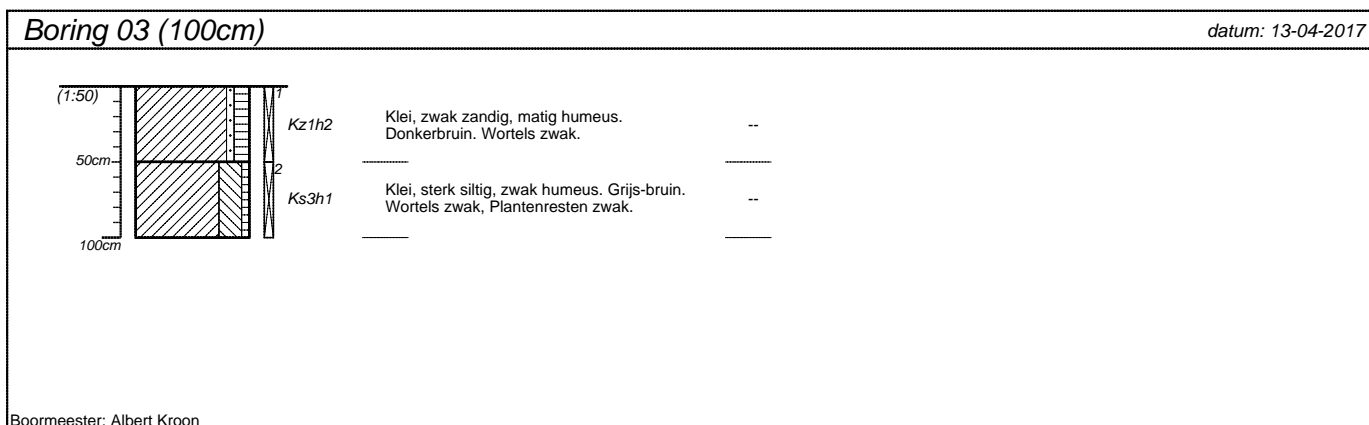 Boring 03 (100cm)
datum: 13-04-2017
(1:50)
1
Kz1h2
Klei, zwak zandig, matig humeus.
Donkerbruin. Wortels zwak.
--
50cm
2
Ks3h1
Klei, sterk siltig, zwak humeus. Grijs-bruin.
Wortels zwak, Plantenresten zwak.
--
100cm
Boormeester: Albert Kroon